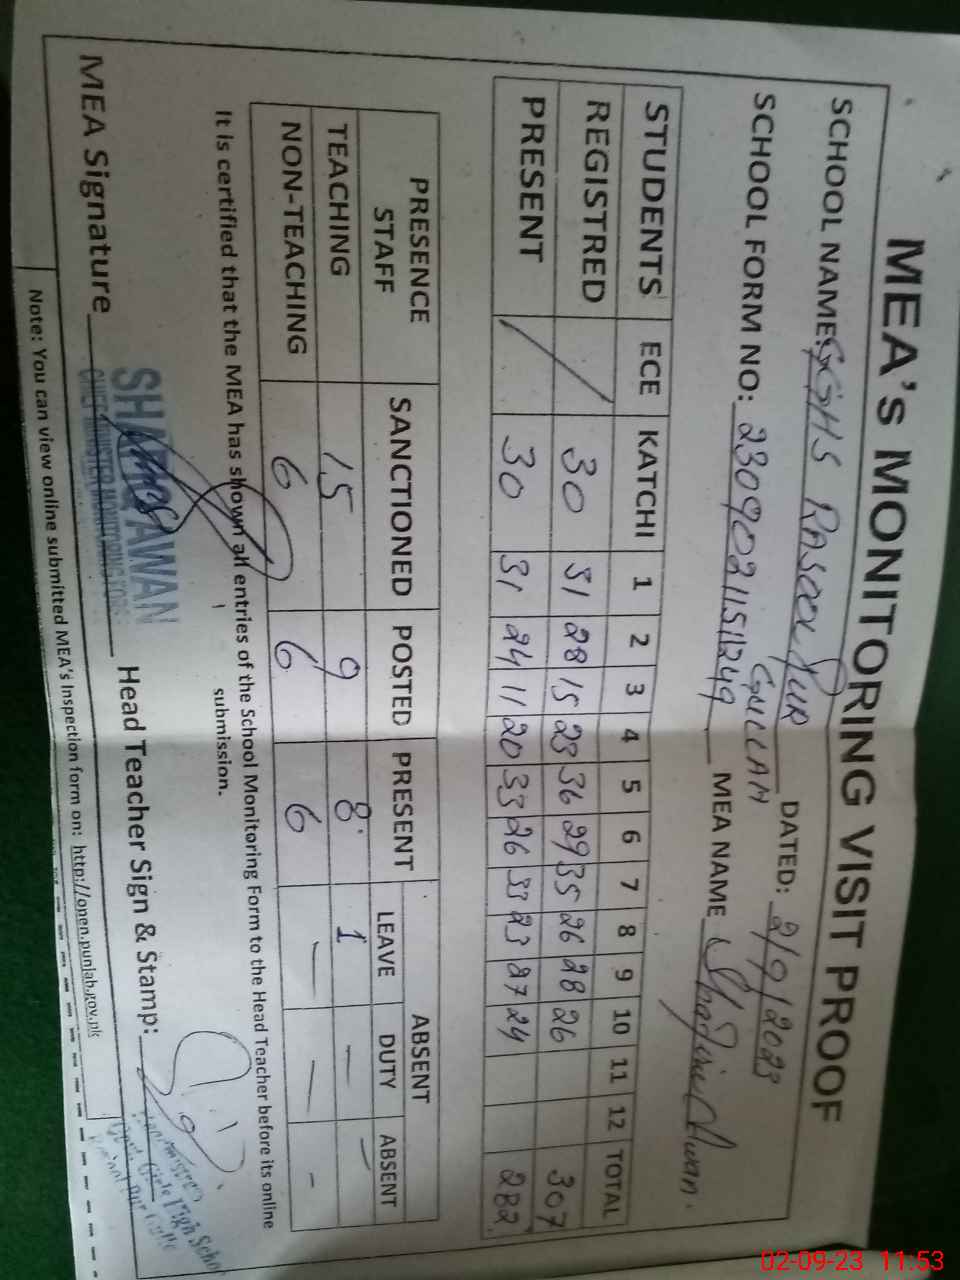 MEA's MONITORING VISIT PROOF
SCHOOL NAME: GGHS RASOOL PUR DATED: 2/9/2023
SCHOOL FORM NO: MEA NAME
STUDENTS ECE KATCHI 1 2 3 4 5 6 7 8 9 10 11 12 TOTAL
REGISTRED / 30 31 28 15 23 36 29 35 26 28 26 307
PRESENT / 30 31 24 11 20 33 26 33 23 27 24 282
PRESENCE STAFF SANCTIONED POSTED PRESENT ABSENT
LEAVE DUTY ABSENT
TEACHING 15 9 8 1 — —
NON-TEACHING 6 6 6 — — -
It is certified that the MEA has shown all entries of the School Monitoring Form to the Head Teacher before its online
submission.
MEA Signature Head Teacher Sign & Stamp:
CHIEF MINISTER MONITORING FORCE
Note: You can view online submitted MEA's Inspection form on: http://open.punjab.gov.pk
02-09-23 11:53